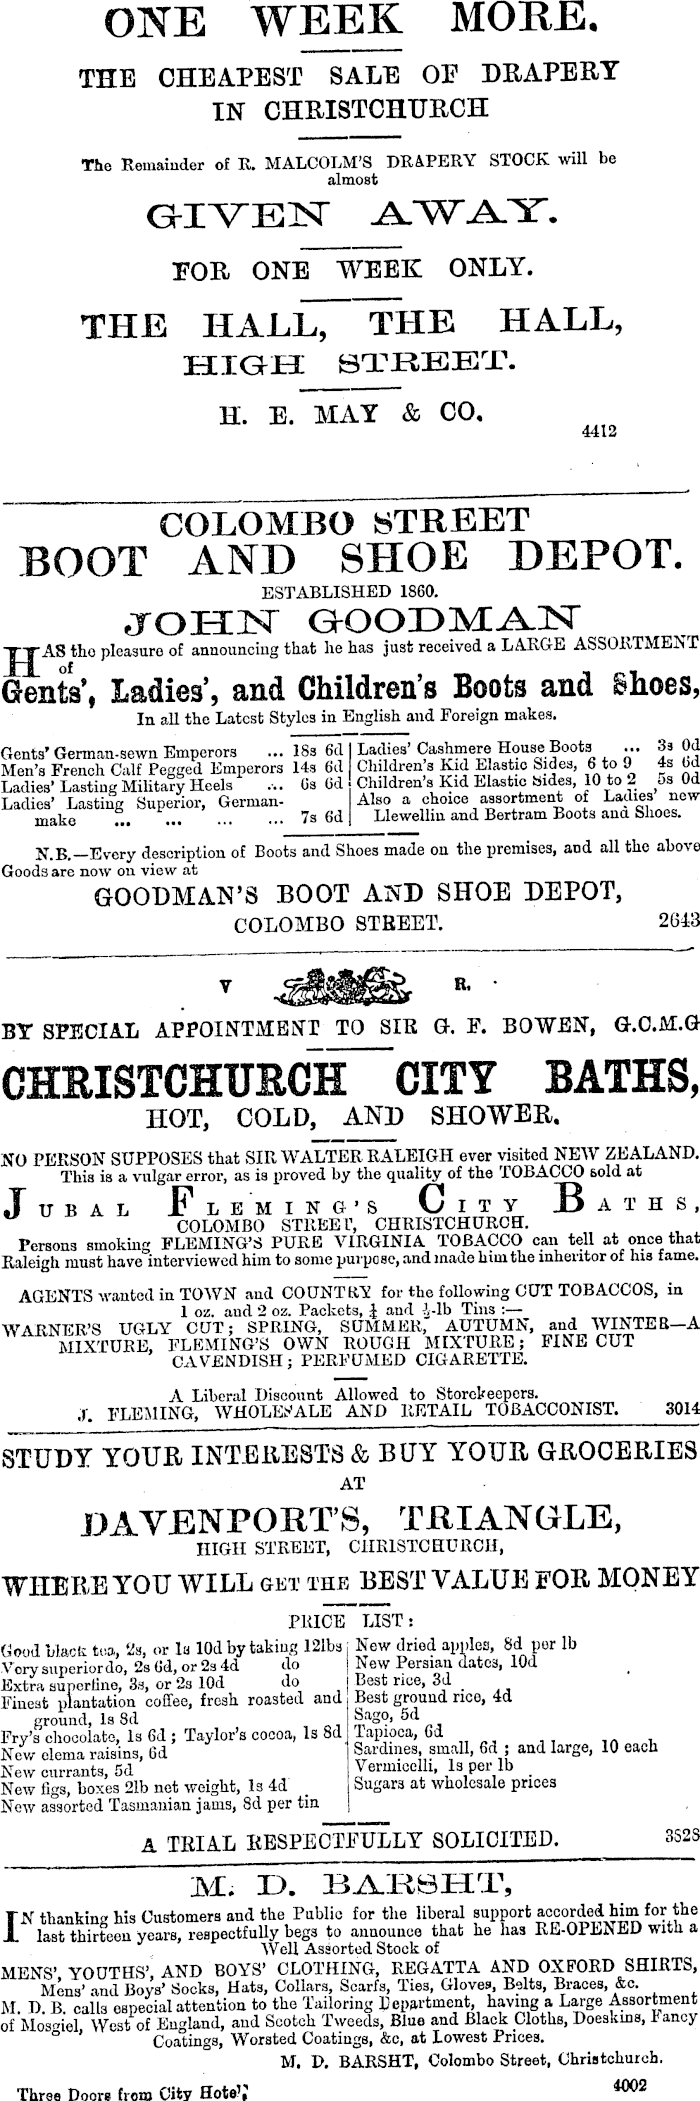 ONE WEEK MORE.
THE CHEAPEST SALE OF DRAPERY
IN CHRISTCHURCH
The Remainder of R. MALCOLM'S DRAPERY STOCK will be
almost
GIVEN AWAY.
FOR ONE WEEK ONLY.
THE HALL, THE HALL,
HIGH STREET.
H. E. MAY & CO.
4412
COLOMBO STREET
BOOT AND SHOE DEPOT.
ESTABLISHED 1860.
JOHN GOODMAN
HAS the pleasure of announcing that he has just received a LARGE ASSORTMENT
of
Gents', Ladies', and Children's Boots and Shoes,
In all the Latest Styles in English and Foreign makes.
Gents' German-sewn Emperors ... 18s 6d
Men's French Calf Pegged Emperors 14s 6d
Ladies' Lasting Military Heels ... 6s 6d
Ladies' Lasting Superior, German-
make ... ... ... ... 7s 6d
Ladies' Cashmere House Boots ... 3s 0d
Children's Kid Elastic Sides, 6 to 9 4s 6d
Children's Kid Elastic Sides, 10 to 2 5s 0d
Also a choice assortment of Ladies' new
Llewellin and Bertram Boots and Shoes.
N.B.—Every description of Boots and Shoes made on the premises, and all the above
Goods are now on view at
GOODMAN'S BOOT AND SHOE DEPOT,
COLOMBO STREET. 2643
V R.
BY SPECIAL APPOINTMENT TO SIR G. F. BOWEN, G.C.M.G
CHRISTCHURCH CITY BATHS,
HOT, COLD, AND SHOWER.
NO PERSON SUPPOSES that SIR WALTER RALEIGH ever visited NEW ZEALAND.
This is a vulgar error, as is proved by the quality of the TOBACCO sold at
JUBAL FLEMING'S CITY BATHS,
COLOMBO STREET, CHRISTCHURCH.
Persons smoking FLEMING'S PURE VIRGINIA TOBACCO can tell at once that
Raleigh must have interviewed him to some purpose, and made him the inheritor of his fame.
AGENTS wanted in TOWN and COUNTRY for the following CUT TOBACCOS, in
1 oz. and 2 oz. Packets, ¼ and ½-lb Tins :—
WARNER'S UGLY CUT; SPRING, SUMMER, AUTUMN, and WINTER—A
MIXTURE, FLEMING'S OWN ROUGH MIXTURE; FINE CUT
CAVENDISH; PERFUMED CIGARETTE.
A Liberal Discount Allowed to Storekeepers.
J. FLEMING, WHOLESALE AND RETAIL TOBACCONIST. 3014
STUDY YOUR INTERESTS & BUY YOUR GROCERIES
AT
DAVENPORT'S, TRIANGLE,
HIGH STREET, CHRISTCHURCH,
WHERE YOU WILL GET THE BEST VALUE FOR MONEY
PRICE LIST:
Good black tea, 2s, or 1s 10d by taking 12lbs
Very superior do, 2s 6d, or 2s 4d do
Extra superfine, 3s, or 2s 10d do
Finest plantation coffee, fresh roasted and
ground, 1s 8d
Fry's chocolate, 1s 6d; Taylor's cocoa, 1s 8d
New elema raisins, 6d
New currants, 5d
New figs, boxes 2lb net weight, 1s 4d
New assorted Tasmanian jams, 8d per tin
New dried apples, 8d per lb
New Persian dates, 10d
Best rice, 3d
Best ground rice, 4d
Sago, 5d
Tapioca, 6d
Sardines, small, 6d; and large, 10 each
Vermicelli, 1s per lb
Sugars at wholesale prices
A TRIAL RESPECTFULLY SOLICITED. 3528
M. D. BARSHT,
IN thanking his Customers and the Public for the liberal support accorded him for the
last thirteen years, respectfully begs to announce that he has RE-OPENED with a
Well Assorted Stock of
MENS', YOUTHS', AND BOYS' CLOTHING, REGATTA AND OXFORD SHIRTS,
Mens' and Boys' Socks, Hats, Collars, Scarfs, Ties, Gloves, Belts, Braces, &c.
M. D. B. calls especial attention to the Tailoring Department, having a Large Assortment
of Mosgiel, West of England, and Scotch Tweeds, Blue and Black Cloths, Doeskins, Fancy
Coatings, Worsted Coatings, &c, at Lowest Prices.
M. D. BARSHT, Colombo Street, Christchurch.
Three Doors from City Hotel; 4002